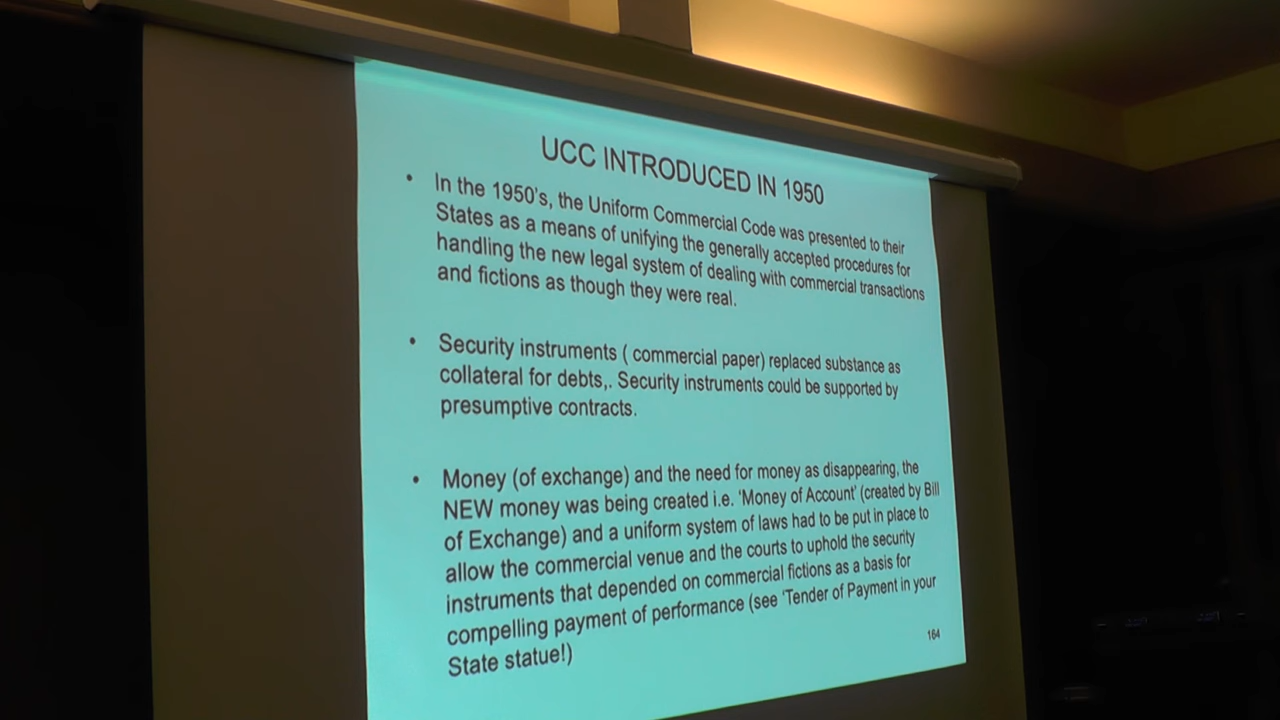 UCC INTRODUCED IN 1950
• In the 1950's, the Uniform Commercial Code was presented to their
States as a means of unifying the generally accepted procedures for
handling the new legal system of dealing with commercial transactions
and fictions as though they were real.
• Security instruments ( commercial paper) replaced substance as
collateral for debts,. Security instruments could be supported by
presumptive contracts.
• Money (of exchange) and the need for money as disappearing, the
NEW money was being created i.e. 'Money of Account' (created by Bill
of Exchange) and a uniform system of laws had to be put in place to
allow the commercial venue and the courts to uphold the security
instruments that depended on commercial fictions as a basis for
compelling payment of performance (see 'Tender of Payment in your
State statue!)
164